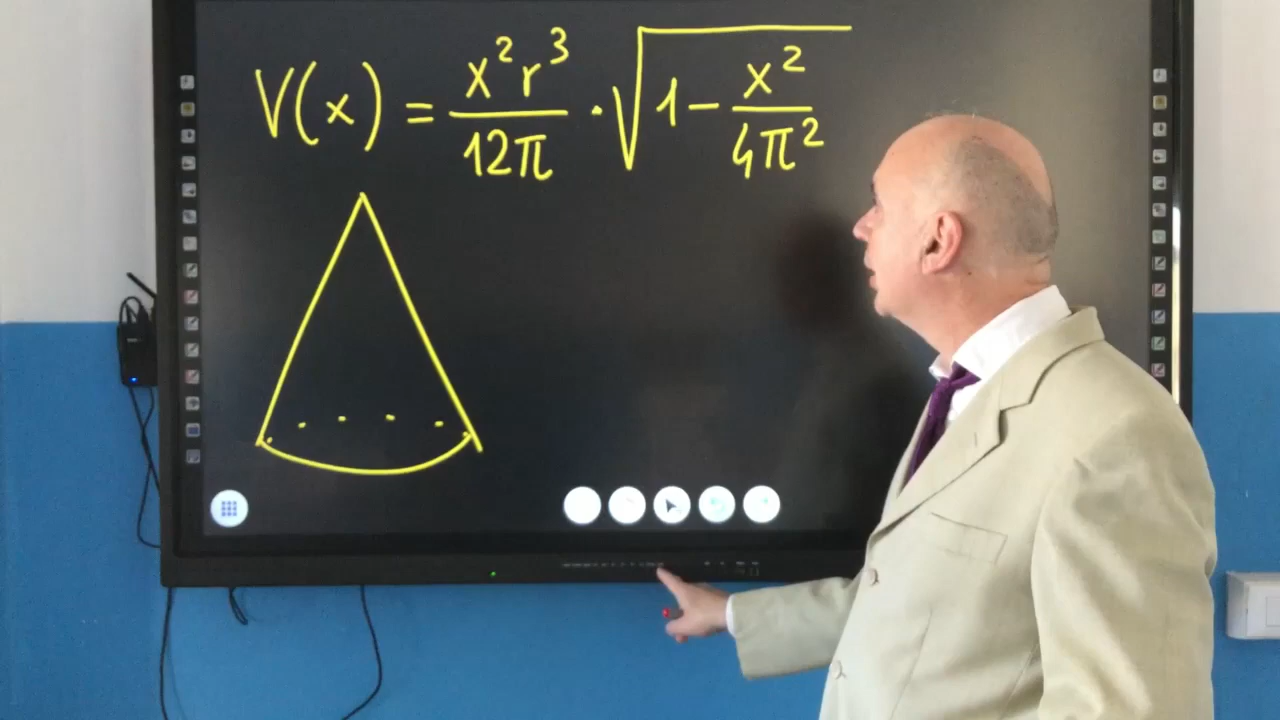 V(x) = x²r³/12π · √(1 - x²/4π²)